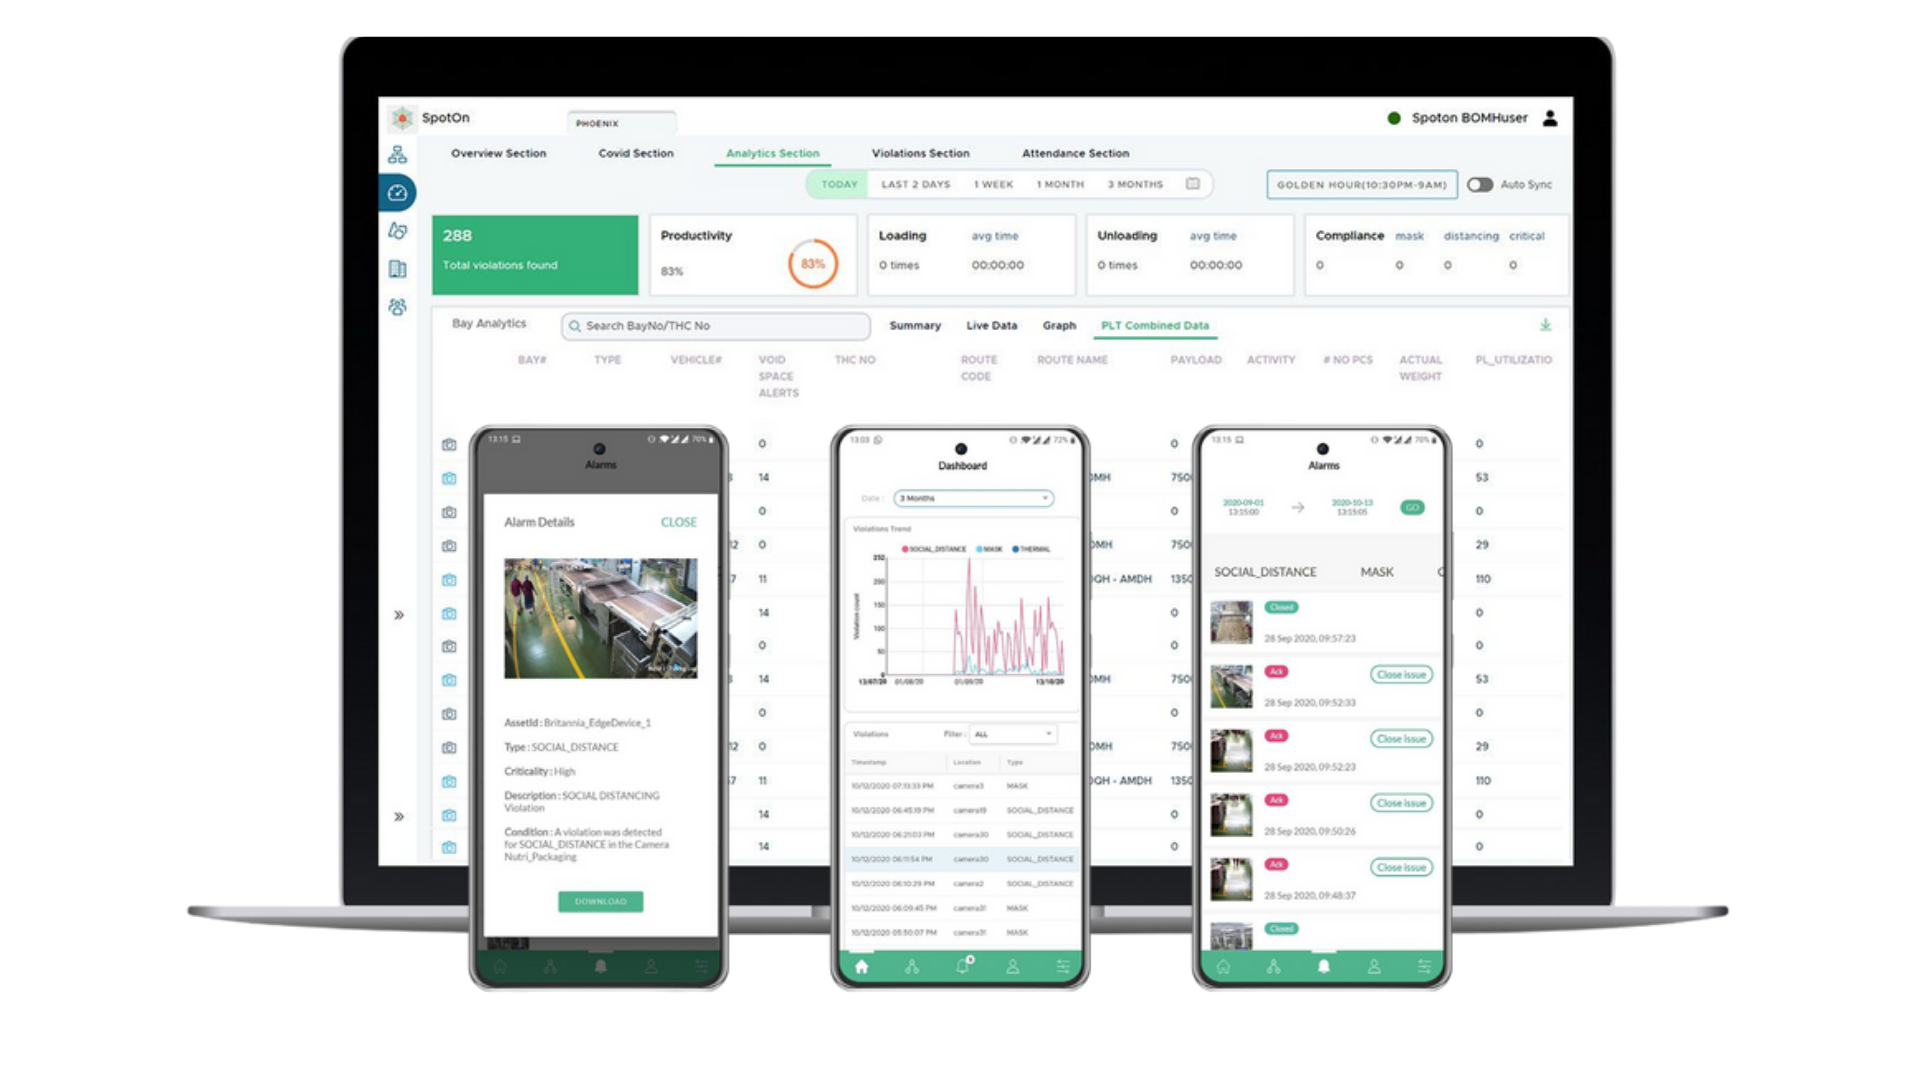 SpotOn
PHOENIX
Spoton BOMHuser
Overview Section
Covid Section
Analytics Section
Violations Section
Attendance Section
TODAY
LAST 2 DAYS
1 WEEK
1 MONTH
3 MONTHS
GOLDEN HOUR(10:30PM-9AM)
Auto Sync
288
Total violations found
Productivity
83%
83%
Loading avg time
0 times 00:00:00
Unloading avg time
0 times 00:00:00
Compliance mask distancing critical
0 0 0 0
Bay Analytics
Search BayNo/THC No
Summary
Live Data
Graph
PLT Combined Data
BAY#
TYPE
VEHICLE#
VOID
SPACE
ALERTS
THC NO
ROUTE
CODE
ROUTE NAME
PAYLOAD
ACTIVITY
# NO PCS
ACTUAL
WEIGHT
PL_UTILIZATIO
0 0 0
14 750 53
0 0 0
0 750 29
11 GH - AMDH 1350 110
14 0 0
0 0 0
14 750 53
0 0 0
0 750 29
11 GH - AMDH 1350 110
14 0 0
14 0 0
13:15
70%
Alarms
Alarm Details
CLOSE
AssetId : Britannia_EdgeDevice_1
Type : SOCIAL_DISTANCE
Criticality : High
Description : SOCIAL DISTANCING
Violation
Condition : A violation was detected
for SOCIAL_DISTANCE in the Camera
Nutri_Packaging
DOWNLOAD
13:03
72%
Dashboard
Date :
3 Months
Violations Trend
SOCIAL_DISTANCE MASK THERMAL
Violation count
252
200
150
100
50
13/07/20 01/08/20 01/09/20 13/10/20
Violations
Filter :
ALL
Timestamp Location Type
10/12/2020 07:13:33 PM camera3 MASK
10/12/2020 06:45:19 PM camera19 SOCIAL_DISTANCE
10/12/2020 06:21:03 PM camera30 SOCIAL_DISTANCE
10/12/2020 06:11:54 PM camera30 SOCIAL_DISTANCE
10/12/2020 06:10:29 PM camera2 SOCIAL_DISTANCE
10/12/2020 06:09:45 PM camera31 MASK
10/12/2020 05:50:07 PM camera31 MASK
13:15
70%
Alarms
2020-09-01
13:15:00
2020-10-13
13:15:05
GO
SOCIAL_DISTANCE
MASK
Closed
28 Sep 2020, 09:57:23
Ack
Close issue
28 Sep 2020, 09:52:33
Ack
Close issue
28 Sep 2020, 09:52:23
Ack
Close issue
28 Sep 2020, 09:50:26
Ack
Close issue
28 Sep 2020, 09:48:37
Closed